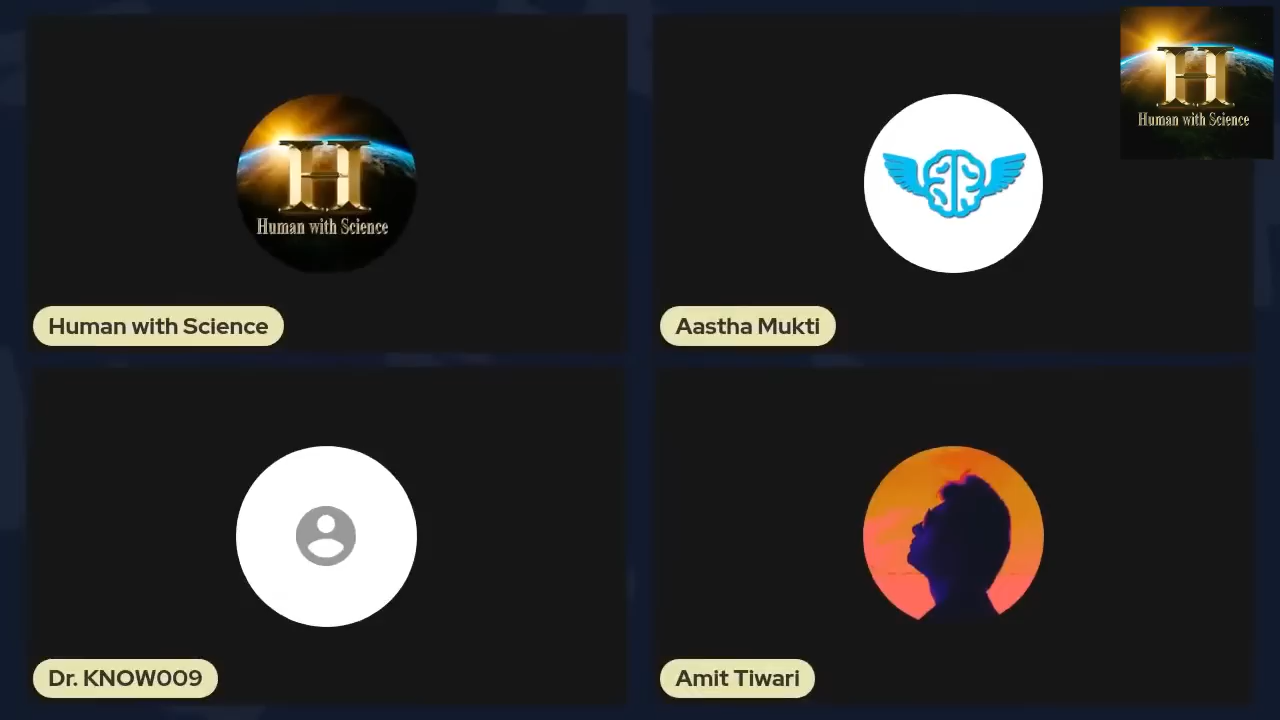 H
Human with Science
Human with Science
Aastha Mukti
H
Human with Science
Dr. KNOW009
Amit Tiwari